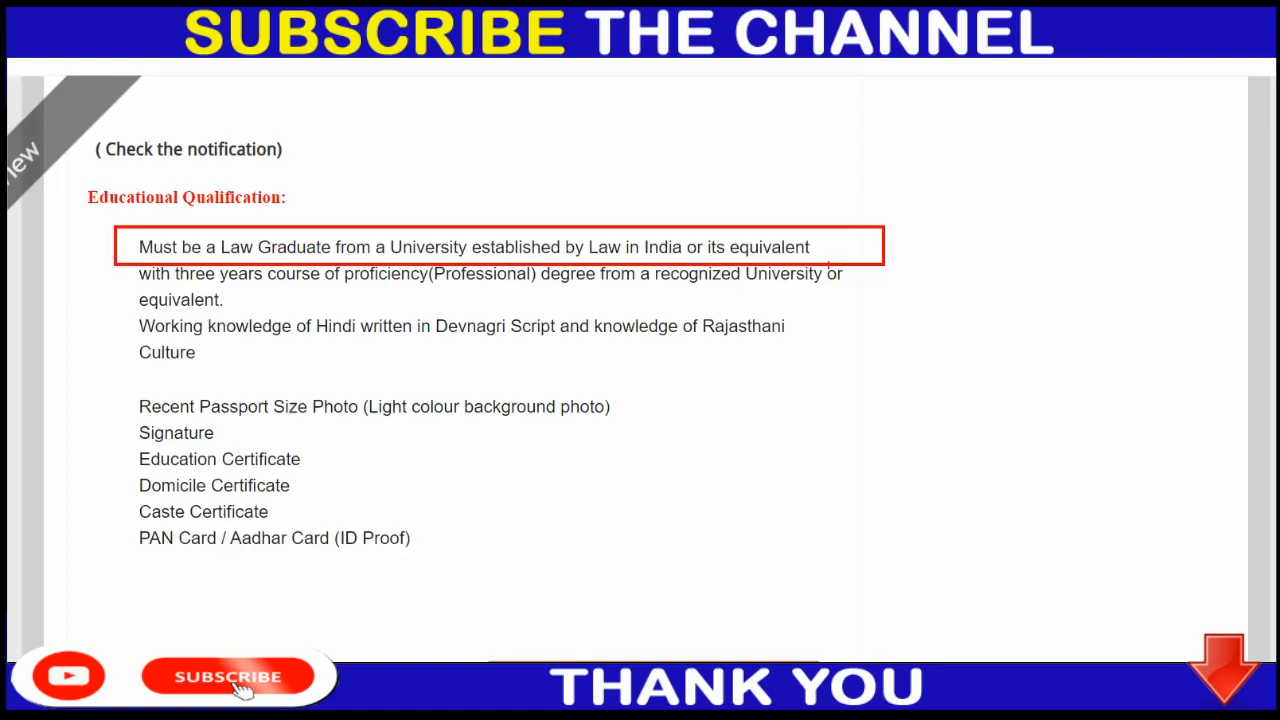 SUBSCRIBE THE CHANNEL
( Check the notification)
Educational Qualification:
Must be a Law Graduate from a University established by Law in India or its equivalent
with three years course of proficiency(Professional) degree from a recognized University or
equivalent.
Working knowledge of Hindi written in Devnagri Script and knowledge of Rajasthani
Culture
Recent Passport Size Photo (Light colour background photo)
Signature
Education Certificate
Domicile Certificate
Caste Certificate
PAN Card / Aadhar Card (ID Proof)
SUBSCRIBE
THANK YOU